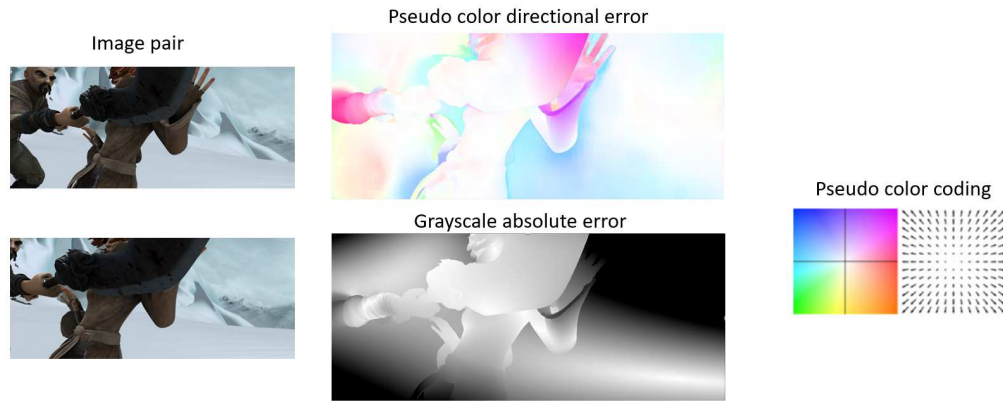 Pseudo color directional error
Image pair
Pseudo color coding
Grayscale absolute error